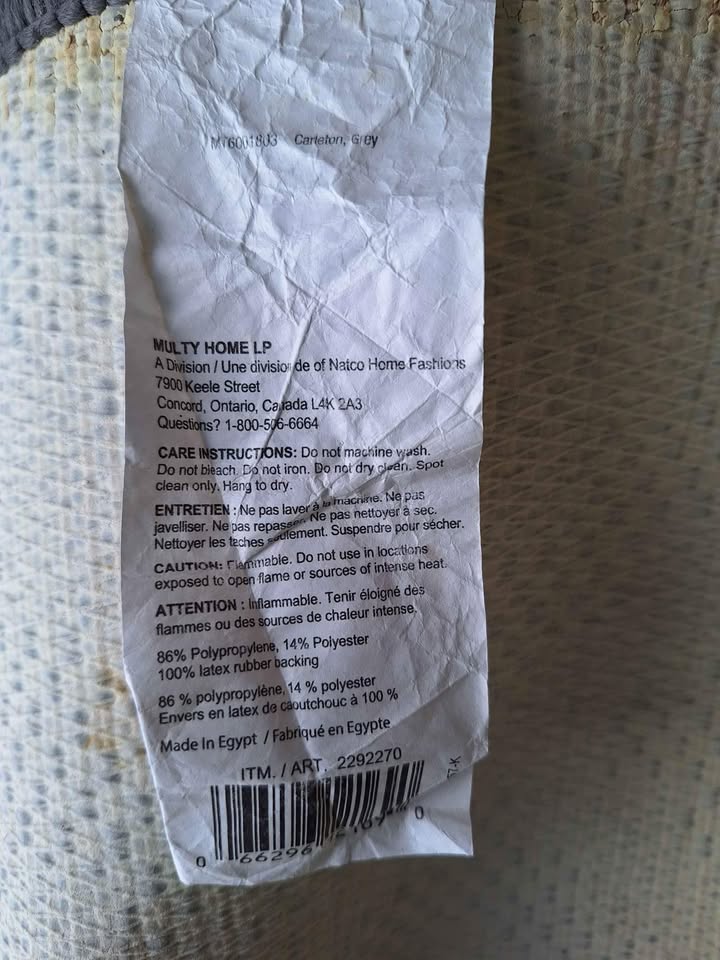 Carleton, Grey
MULTY HOME LP
A Division / Une division de of Natco Home Fashions
7900 Keele Street
Concord, Ontario, Canada L4K 2A3
Questions? 1-800-506-6664
CARE INSTRUCTIONS: Do not machine wash.
Do not bleach. Do not iron. Do not dry clean. Spot
clean only. Hang to dry.
ENTRETIEN : Ne pas laver à la machine. Ne pas
javelliser. Ne pas repasser. Ne pas nettoyer à sec.
Nettoyer les taches seulement. Suspendre pour sécher.
CAUTION: Flammable. Do not use in locations
exposed to open flame or sources of intense heat.
ATTENTION : Inflammable. Tenir éloigné des
flammes ou des sources de chaleur intense.
86% Polypropylene, 14% Polyester
100% latex rubber backing
86 % polypropylène, 14 % polyester
Envers en latex de caoutchouc à 100 %
Made In Egypt / Fabriqué en Egypte
ITM. / ART. 2292270
0 66296 0